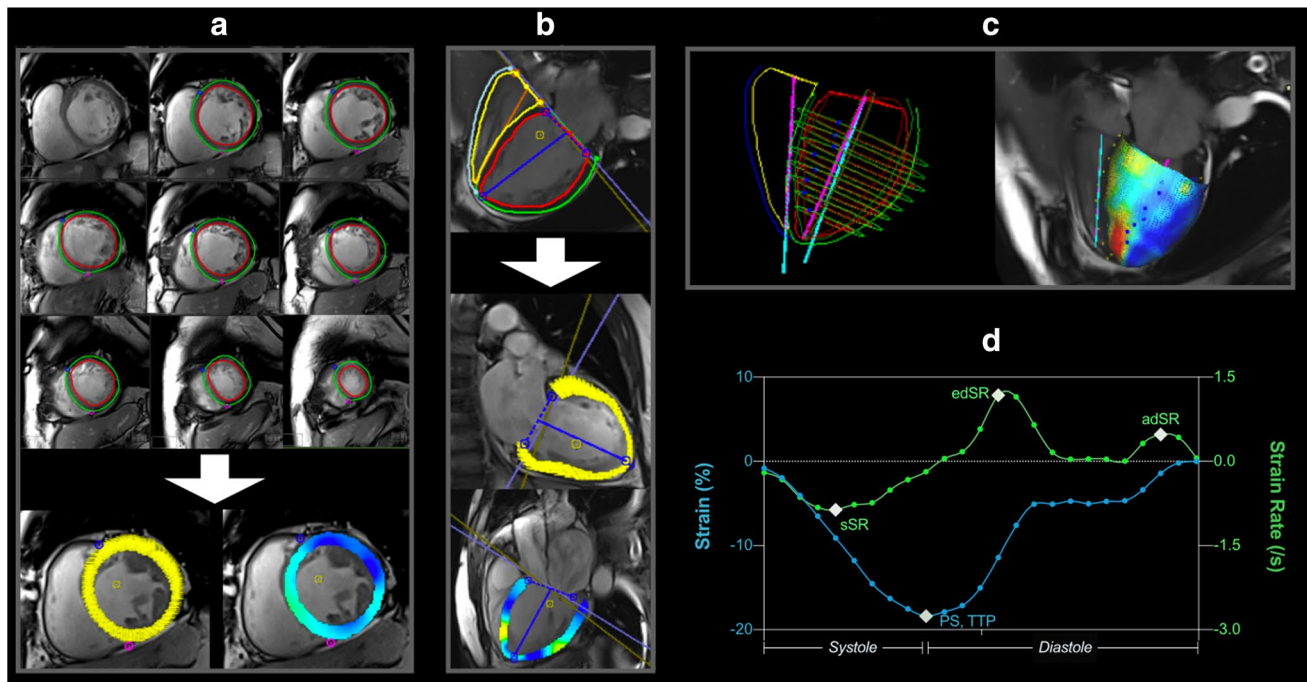 a
b
c
d
10
0
-10
-20
Strain (%)
1.5
0.0
-1.5
-3.0
Strain Rate (/s)
edSR
adSR
sSR
PS, TTP
Systole
Diastole